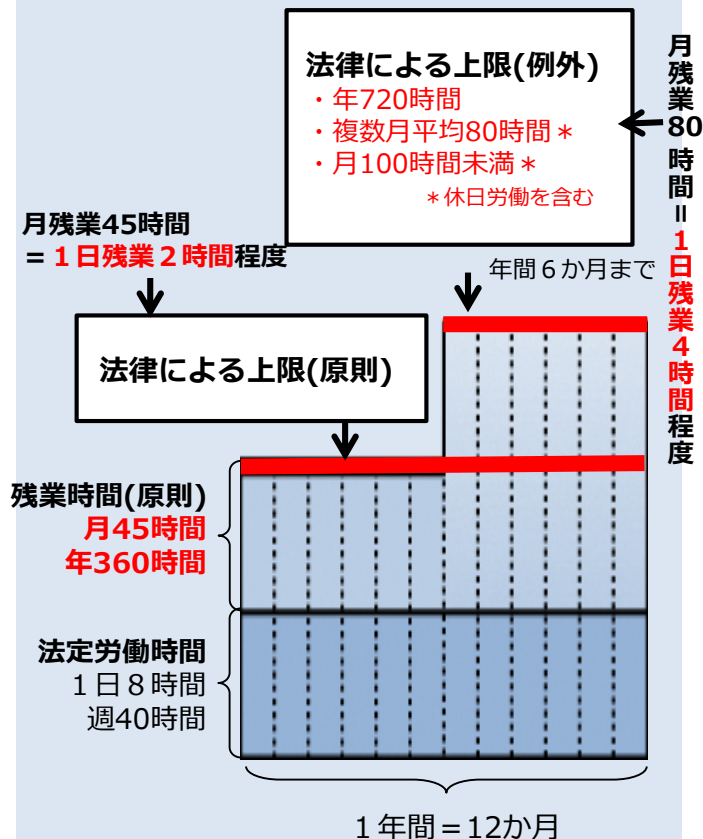 法律による上限(例外)
・年720時間
・複数月平均80時間＊
・月100時間未満＊
＊休日労働を含む
月残業80時間＝1日残業4時間程度
月残業45時間
＝１日残業２時間程度
年間６か月まで
法律による上限(原則)
残業時間(原則)
月45時間
年360時間
法定労働時間
１日８時間
週40時間
１年間＝12か月